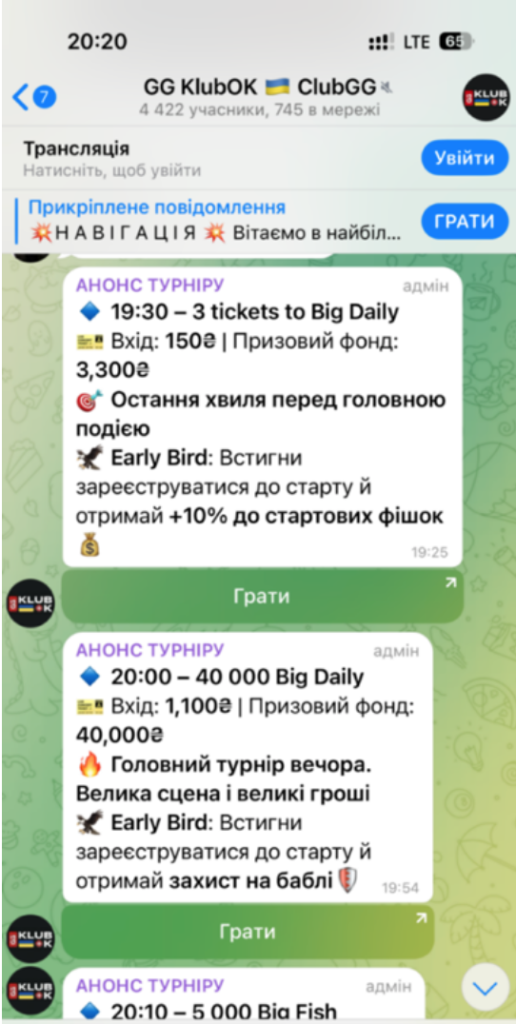 20:20
LTE 65
7
GG KlubOK 🇺🇦 ClubGG
4 422 учасники, 745 в мережі
KLUB OK
Трансляція
Натисніть, щоб увійти
Увійти
Прикріплене повідомлення
💥Н А В І Г А Ц І Я 💥 Вітаємо в найбіл...
ГРАТИ
АНОНС ТУРНІРУ адмін
🔹 19:30 – 3 tickets to Big Daily
🎫 Вхід: 150₴ | Призовий фонд:
3,300₴
🎯 Остання хвиля перед головною
подією
🦅 Early Bird: Встигни
зареєструватися до старту й
отримай +10% до стартових фішок
💰 19:25
Грати
KLUB OK
АНОНС ТУРНІРУ адмін
🔹 20:00 – 40 000 Big Daily
🎫 Вхід: 1,100₴ | Призовий фонд:
40,000₴
🔥 Головний турнір вечора.
Велика сцена і великі гроші
🦅 Early Bird: Встигни
зареєструватися до старту й
отримай захист на баблі🛡 19:54
Грати
KLUB OK
KLUB OK
АНОНС ТУРНІРУ адмін
🔹 20:10 – 5 000 Big Fish